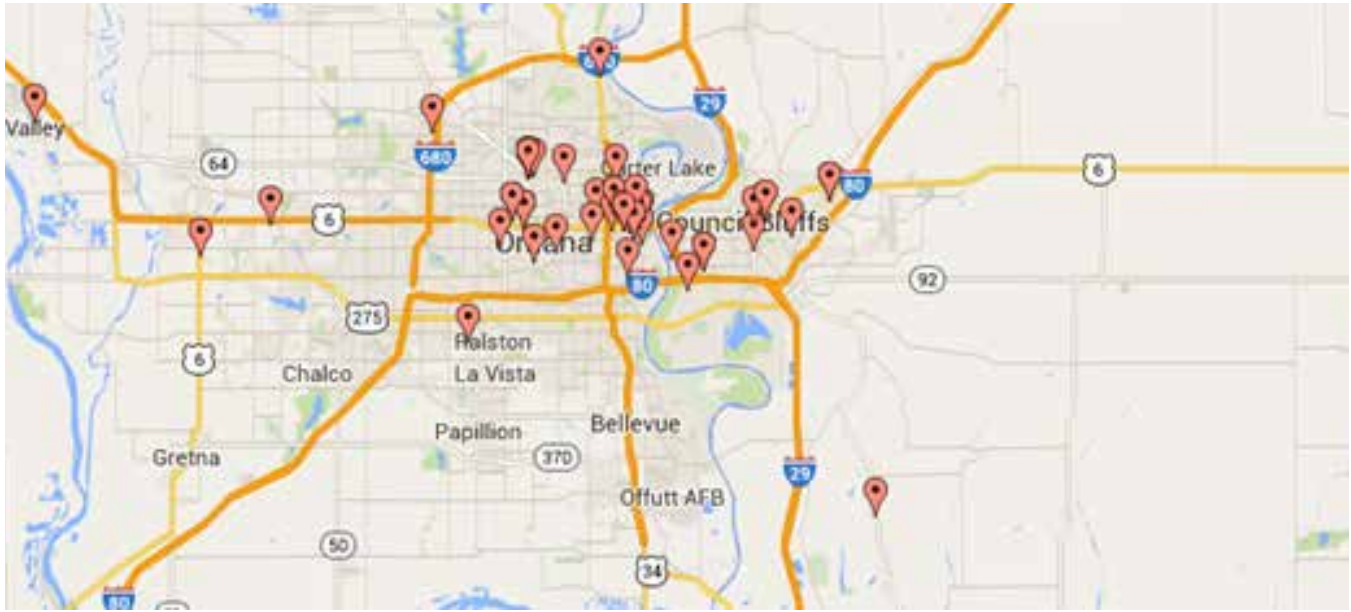 29
Valley
680
64
Carter Lake
80
6
6
Council Bluffs
Omaha
92
80
275
Ralston
6
Chalco
La Vista
Bellevue
Papillion
Gretna
370
29
Offutt AFB
50
34
80